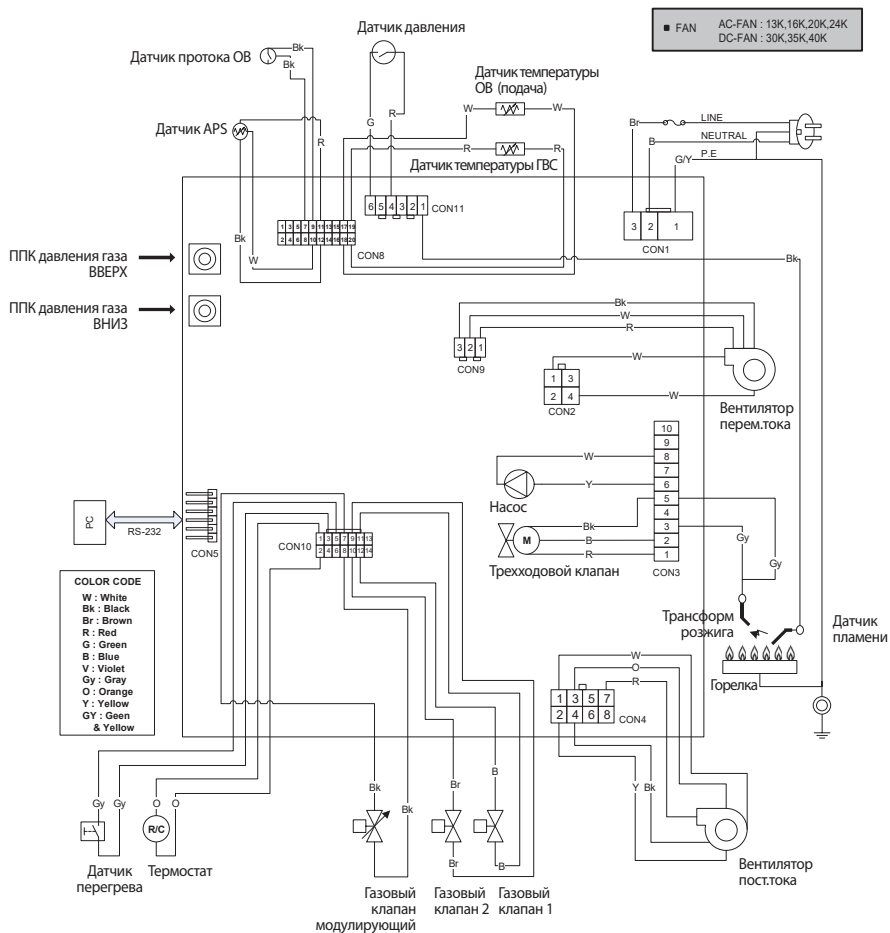 FAN
AC-FAN : 13K,16K,20K,24K
DC-FAN : 30K,35K,40K
Датчик давления
Датчик протока ОВ
Bk
Bk
Датчик температуры
ОВ (подача)
W
W
G
R
Датчик APS
R
R
R
Датчик температуры ГВС
Br
LINE
B
NEUTRAL
G/Y
P.E
6 5 4 3 2 1
CON11
3 2 1
CON1
1 3 5 7 9 11 13 15 17 19
2 4 6 8 10 12 14 16 18 20
CON8
Bk
W
Bk
ППК давления газа
ВВЕРХ
ППК давления газа
ВНИЗ
Bk
W
R
3 2 1
CON9
W
1 3
2 4
CON2
W
Вентилятор
перем.тока
10
9
8
7
6
5
4
3
2
1
CON3
W
Y
Насос
Bk
B
R
M
Трехходовой клапан
Gy
Gy
PC
RS-232
CON5
CON10
1 3 5 7 9 11 13
2 4 6 8 10 12 14
COLOR CODE
W : White
Bk : Black
Br : Brown
R : Red
G : Green
B : Blue
V : Violet
Gy : Gray
O : Orange
Y : Yellow
GY : Geen
& Yellow
Трансформ
розжига
Датчик
пламени
Горелка
W
O
R
1 3 5 7
2 4 6 8
CON4
Y Bk
Вентилятор
пост.тока
Gy
Gy
O
O
R/C
Датчик
перегрева
Термостат
Bk
Bk
Br
B
Br
B
Газовый
клапан
модулирующий
Газовый
клапан 2
Газовый
клапан 1